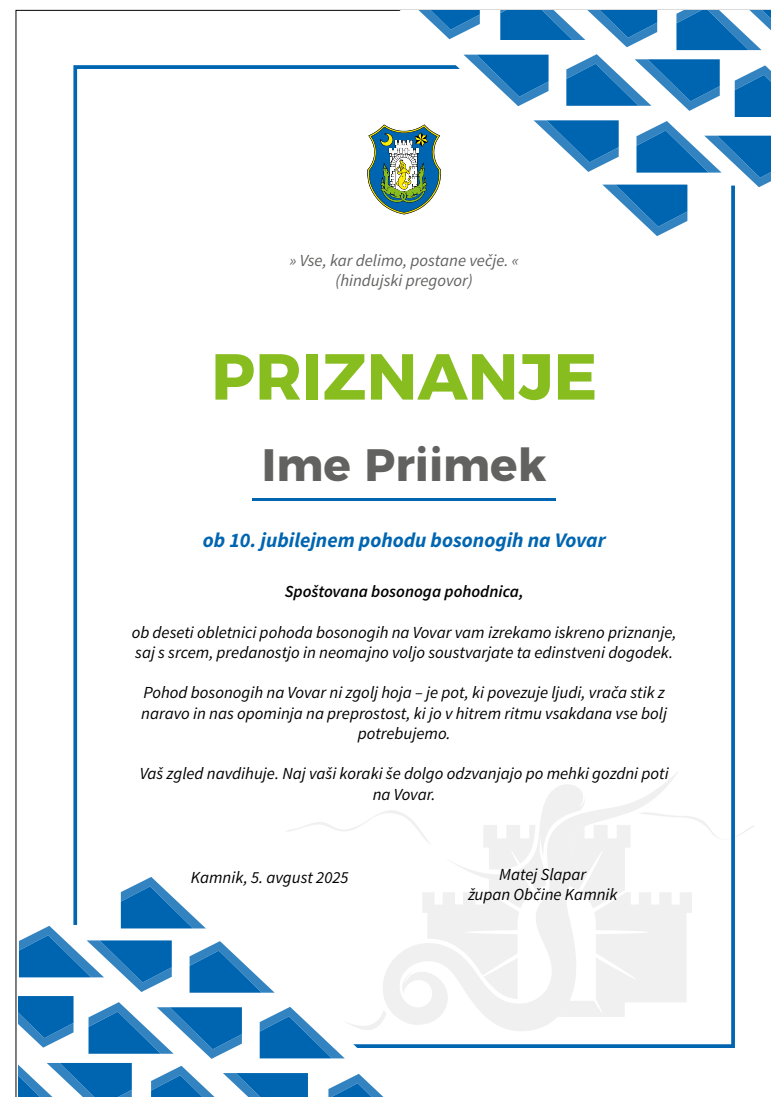 » Vse, kar delimo, postane večje. «
(hindujski pregovor)
PRIZNANJE
Ime Priimek
ob 10. jubilejnem pohodu bosonogih na Vovar
Spoštovana bosonoga pohodnica,
ob deseti obletnici pohoda bosonogih na Vovar vam izrekamo iskreno priznanje,
saj s srcem, predanostjo in neomajno voljo soustvarjate ta edinstveni dogodek.
Pohod bosonogih na Vovar ni zgolj hoja – je pot, ki povezuje ljudi, vrača stik z
naravo in nas opominja na preprostost, ki jo v hitrem ritmu vsakdana vse bolj
potrebujemo.
Vaš zgled navdihuje. Naj vaši koraki še dolgo odzvanjajo po mehki gozdni poti
na Vovar.
Kamnik, 5. avgust 2025
Matej Slapar
župan Občine Kamnik